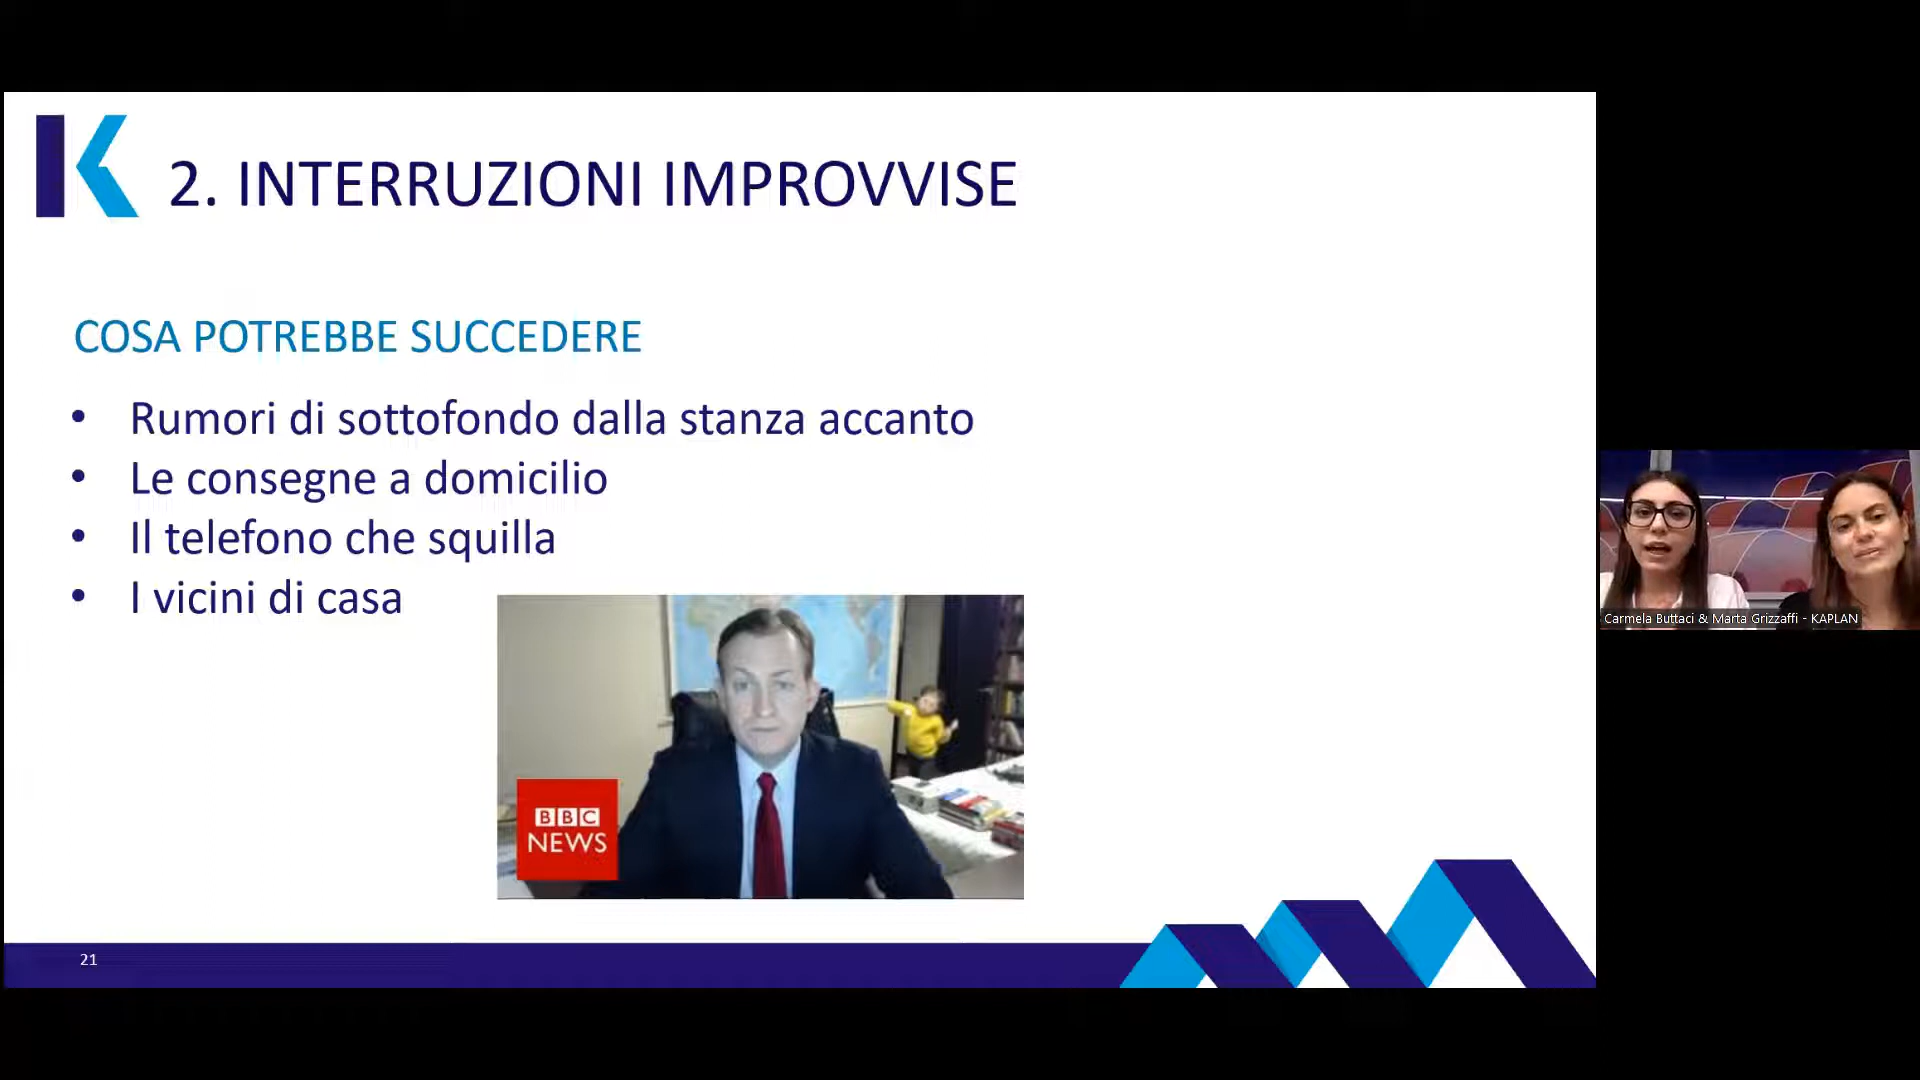 2. INTERRUZIONI IMPROVVISE
COSA POTREBBE SUCCEDERE
• Rumori di sottofondo dalla stanza accanto
• Le consegne a domicilio
• Il telefono che squilla
• I vicini di casa
BBC
NEWS
Carmela Buttaci & Marta Grizzaffi - KAPLAN
21